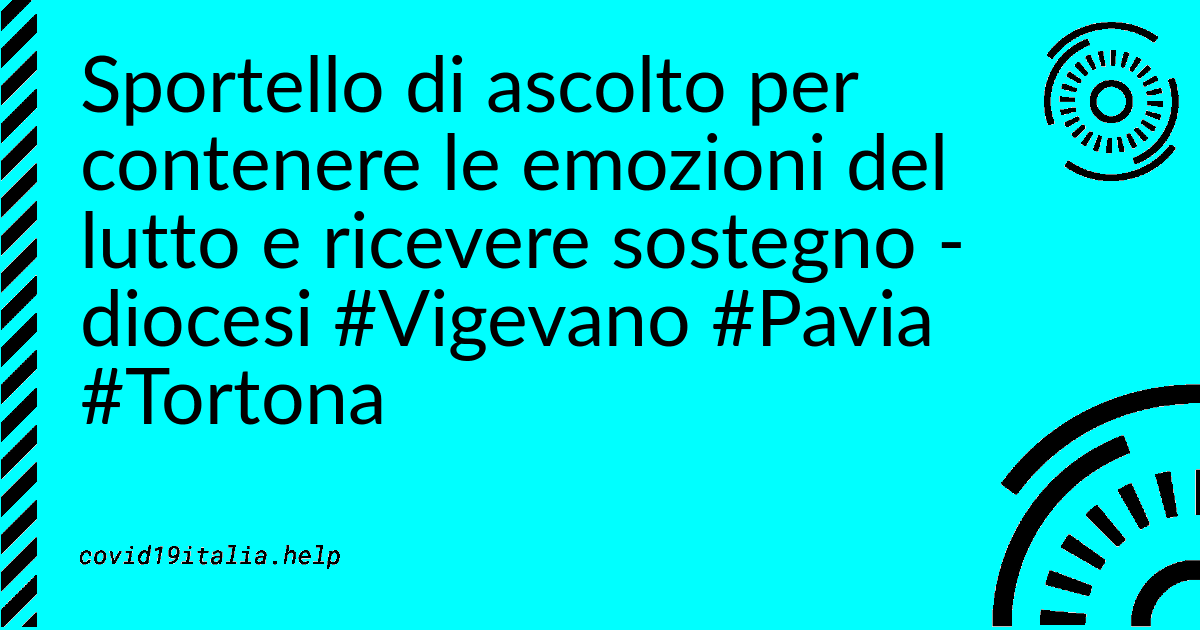 Sportello di ascolto per
contenere le emozioni del
lutto e ricevere sostegno -
diocesi #Vigevano #Pavia
#Tortona
covid19italia.help